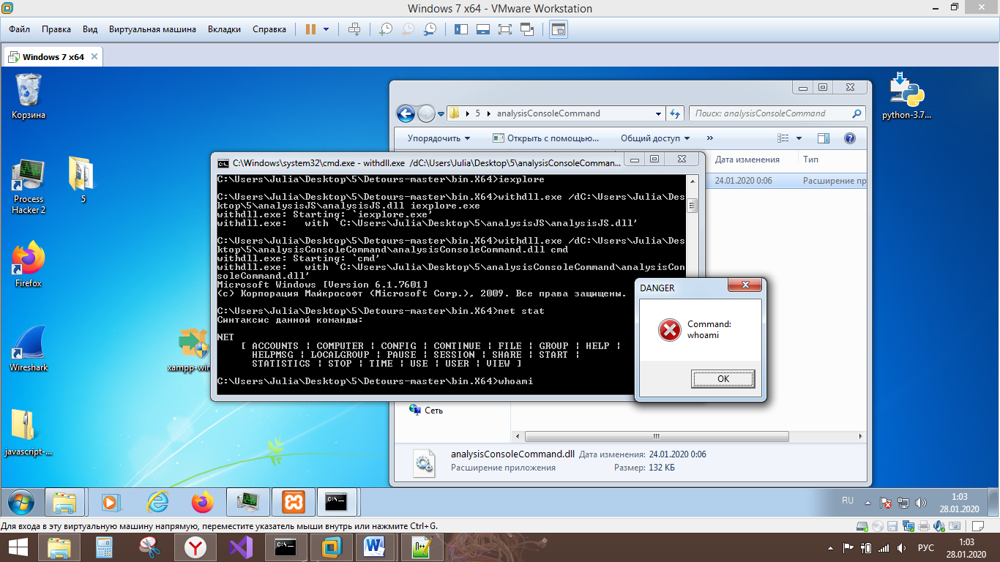 Windows 7 x64 - VMware Workstation
Файл Правка Вид Виртуальная машина Вкладки Справка
Windows 7 x64
Корзина
Process
Hacker 2
5
Firefox
Wireshark
xampp-win
javascript-...
python-3.7...
5 analysisConsoleCommand
Поиск: analysisConsoleCommand
Упорядочить Открыть с помощью... Общий доступ »
Дата изменения Тип
24.01.2020 0:06 Расширение пр
C:\Windows\system32\cmd.exe - withdll.exe /dC:\Users\Julia\Desktop\5\analysisConsoleComman...
C:\Users\Julia\Desktop\5\Detours-master\bin.X64>iexplore
C:\Users\Julia\Desktop\5\Detours-master\bin.X64>withdll.exe /dC:\Users\Julia\Des
ktop\5\analysisJS\analysisJS.dll iexplore.exe
withdll.exe: Starting: `iexplore.exe'
withdll.exe:   with `C:\Users\Julia\Desktop\5\analysisJS\analysisJS.dll'
C:\Users\Julia\Desktop\5\Detours-master\bin.X64>withdll.exe /dC:\Users\Julia\Des
ktop\5\analysisConsoleCommand\analysisConsoleCommand.dll cmd
withdll.exe: Starting: `cmd'
withdll.exe:   with `C:\Users\Julia\Desktop\5\analysisConsoleCommand\analysisCon
soleCommand.dll'
Microsoft Windows [Version 6.1.7601]
(c) Корпорация Майкрософт (Microsoft Corp.), 2009. Все права защищены.
C:\Users\Julia\Desktop\5\Detours-master\bin.X64>net stat
Синтаксис данной команды:
NET
[ ACCOUNTS ¦ COMPUTER ¦ CONFIG ¦ CONTINUE ¦ FILE ¦ GROUP ¦ HELP ¦
HELPMSG ¦ LOCALGROUP ¦ PAUSE ¦ SESSION ¦ SHARE ¦ START ¦
STATISTICS ¦ STOP ¦ TIME ¦ USE ¦ USER ¦ VIEW ]
C:\Users\Julia\Desktop\5\Detours-master\bin.X64>whoami
DANGER
Command:
whoami
OK
Сеть
analysisConsoleCommand.dll Дата изменения: 24.01.2020 0:06
Расширение приложения Размер: 132 КБ
RU
1:03
28.01.2020
Для входа в эту виртуальную машину напрямую, переместите указатель мыши внутрь или нажмите Ctrl+G.
РУС
1:03
28.01.2020